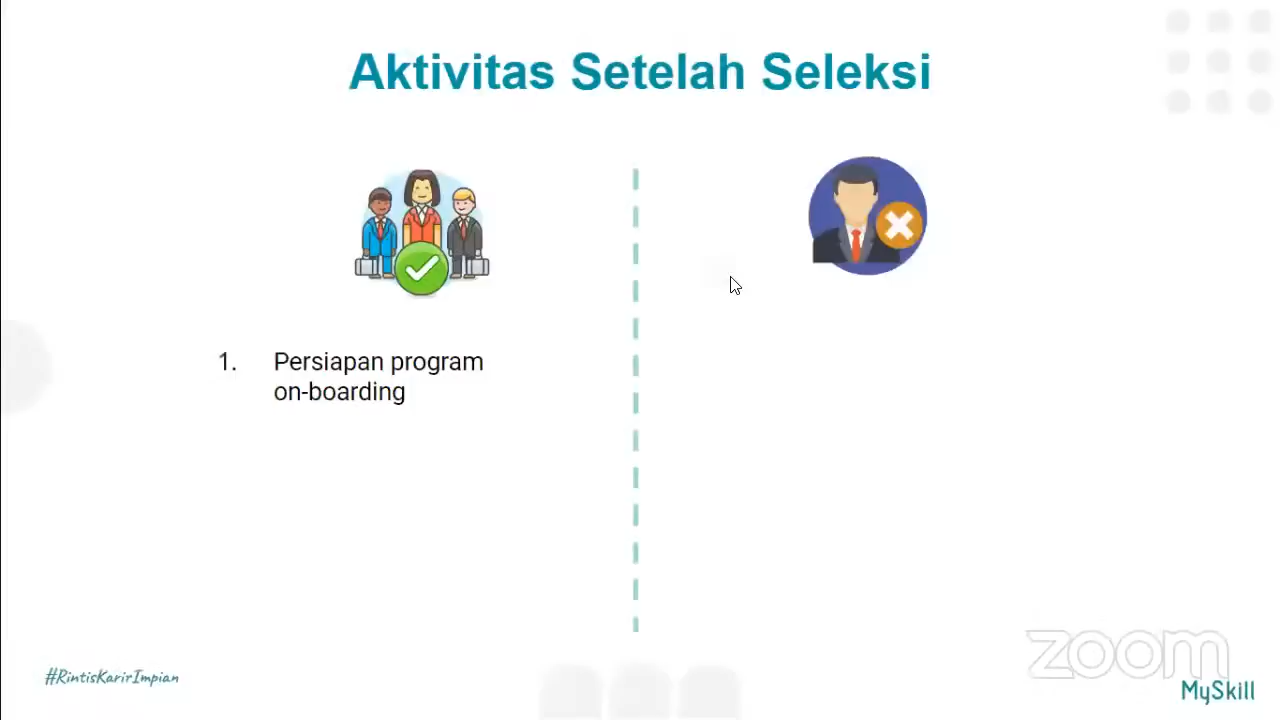 Aktivitas Setelah Seleksi
1. Persiapan program
on-boarding
#RintisKarirImpian
zoom
MySkill